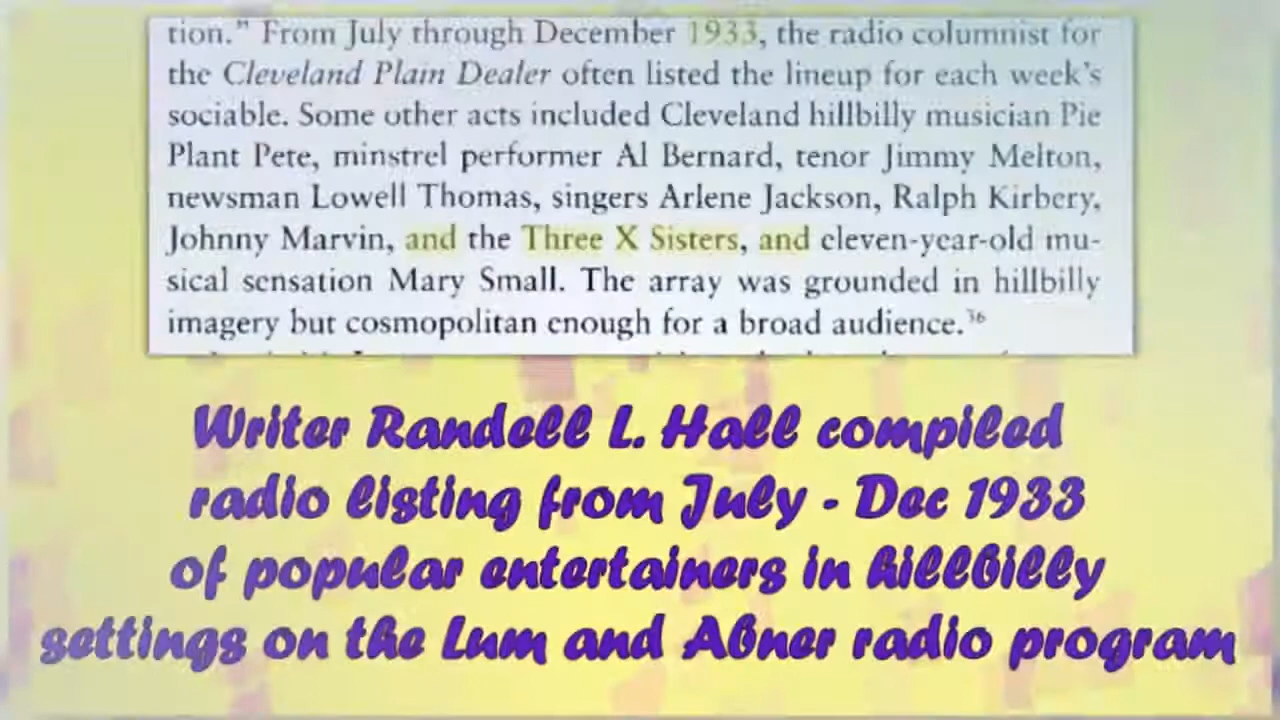 tion.” From July through December 1933, the radio columnist for
the Cleveland Plain Dealer often listed the lineup for each week’s
sociable. Some other acts included Cleveland hillbilly musician Pie
Plant Pete, minstrel performer Al Bernard, tenor Jimmy Melton,
newsman Lowell Thomas, singers Arlene Jackson, Ralph Kirbery,
Johnny Marvin, and the Three X Sisters, and eleven-year-old mu-
sical sensation Mary Small. The array was grounded in hillbilly
imagery but cosmopolitan enough for a broad audience.36
Writer Randell L. Hall compiled
radio listing from July - Dec 1933
of popular entertainers in hillbilly
settings on the Lum and Abner radio program